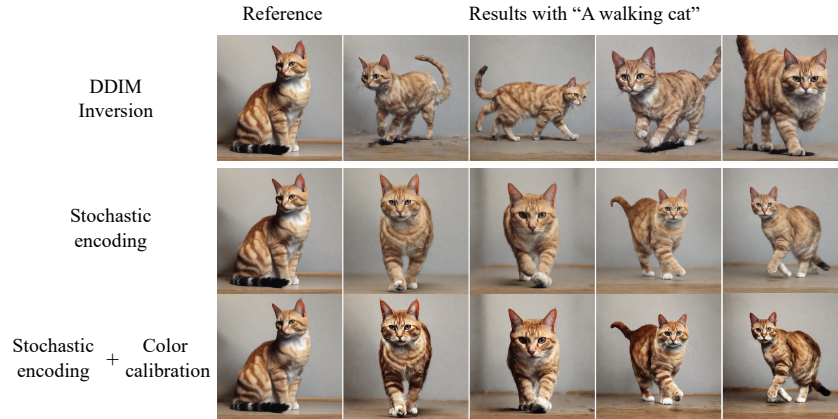 Reference
Results with “A walking cat”
DDIM
Inversion
Stochastic
encoding
Stochastic
encoding
+
Color
calibration